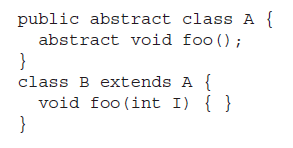 public abstract class A {
  abstract void foo();
}
class B extends A {
  void foo(int I) { }
}